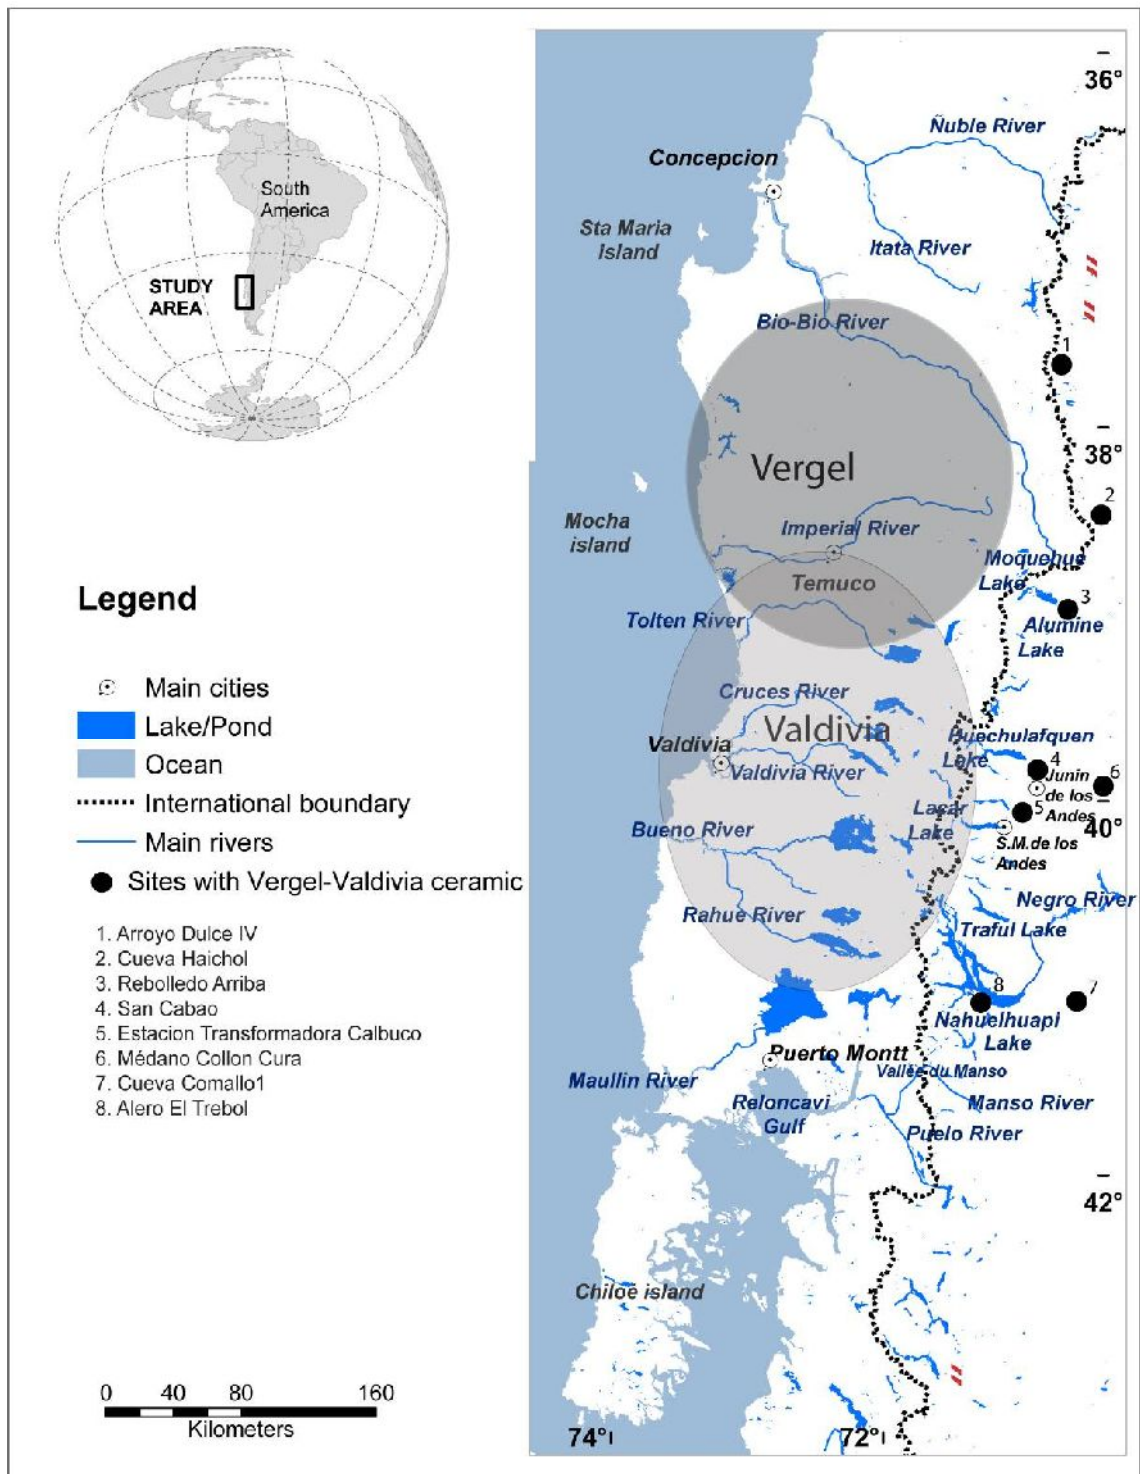 South
America
STUDY
AREA
Legend
Main cities
Lake/Pond
Ocean
International boundary
Main rivers
Sites with Vergel-Valdivia ceramic
1. Arroyo Dulce IV
2. Cueva Haichol
3. Rebolledo Arriba
4. San Cabao
5. Estacion Transformadora Calbuco
6. Médano Collon Cura
7. Cueva Comallo1
8. Alero El Trebol
0 40 80 160
Kilometers
36°
Ñuble River
Concepcion
Sta Maria
Island
Itata River
Bio-Bio River
1
38°
Vergel
2
Mocha
island
Imperial River
Moquehue
Lake
Temuco
3
Tolten River
Alumine
Lake
Cruces River
Valdivia
Huechulafquen
Lake
Valdivia
Valdivia River
4
Junin
de los
Andes
6
5
Lasar
Lake
40°
Bueno River
S.M.de los
Andes
Negro River
Rahue River
Traful Lake
8
7
Nahuelhuapi
Lake
Puerto Montt
Vallée du Manso
Maullin River
Reloncavi
Gulf
Manso River
Puelo River
42°
Chiloe island
74°
72°